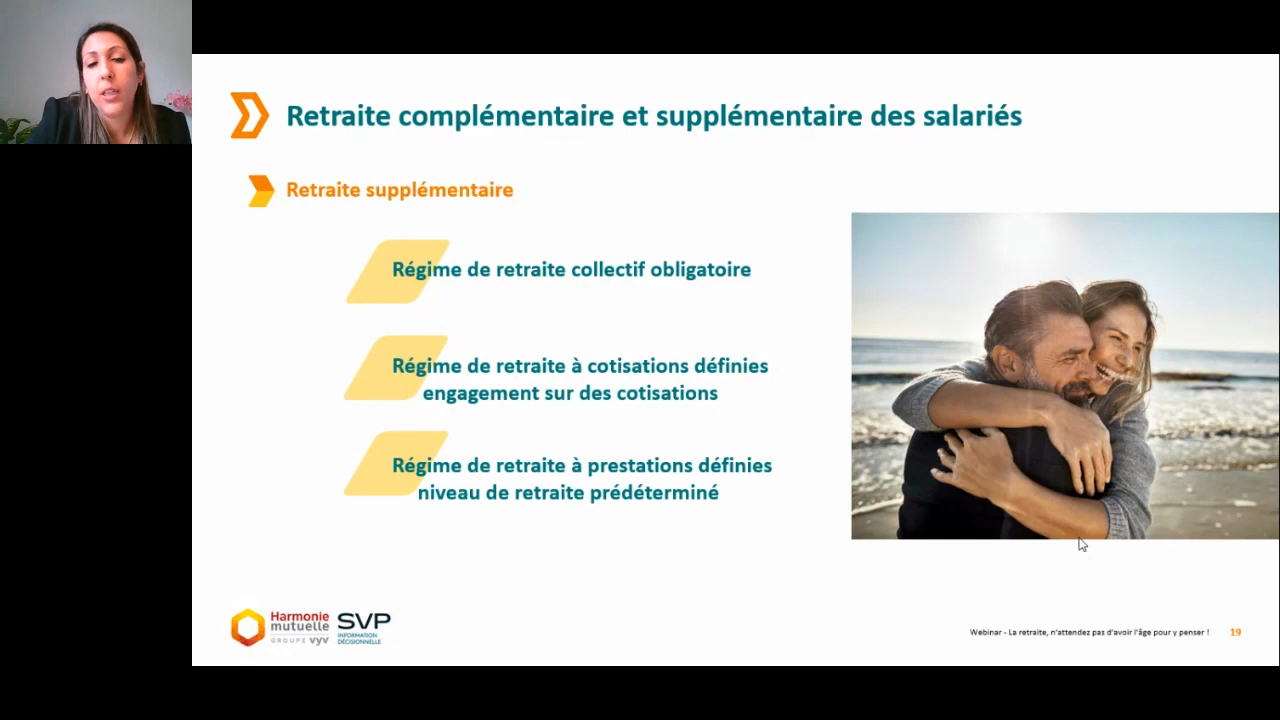 Retraite complémentaire et supplémentaire des salariés
Retraite supplémentaire
Régime de retraite collectif obligatoire
Régime de retraite à cotisations définies
engagement sur des cotisations
Régime de retraite à prestations définies
niveau de retraite prédéterminé
Harmonie
mutuelle
GROUPE vyv
SVP
INFORMATION
DÉCISIONNELLE
Webinar - La retraite, n'attendez pas d'avoir l'âge pour y penser !
19